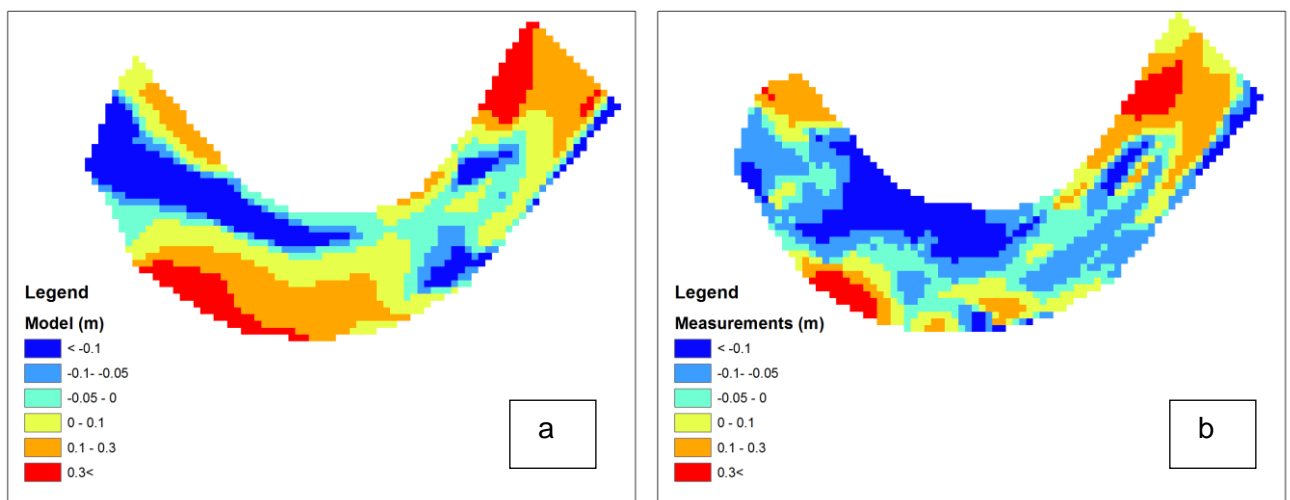 Legend
Model (m)
< -0.1
-0.1- -0.05
-0.05 - 0
0 - 0.1
0.1 - 0.3
0.3<
a
Legend
Measurements (m)
< -0.1
-0.1- -0.05
-0.05 - 0
0 - 0.1
0.1 - 0.3
0.3<
b